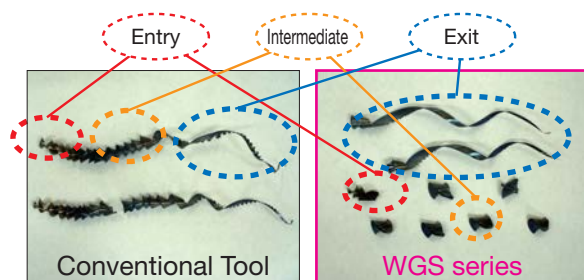 Entry
Intermediate
Exit
Conventional Tool
WGS series